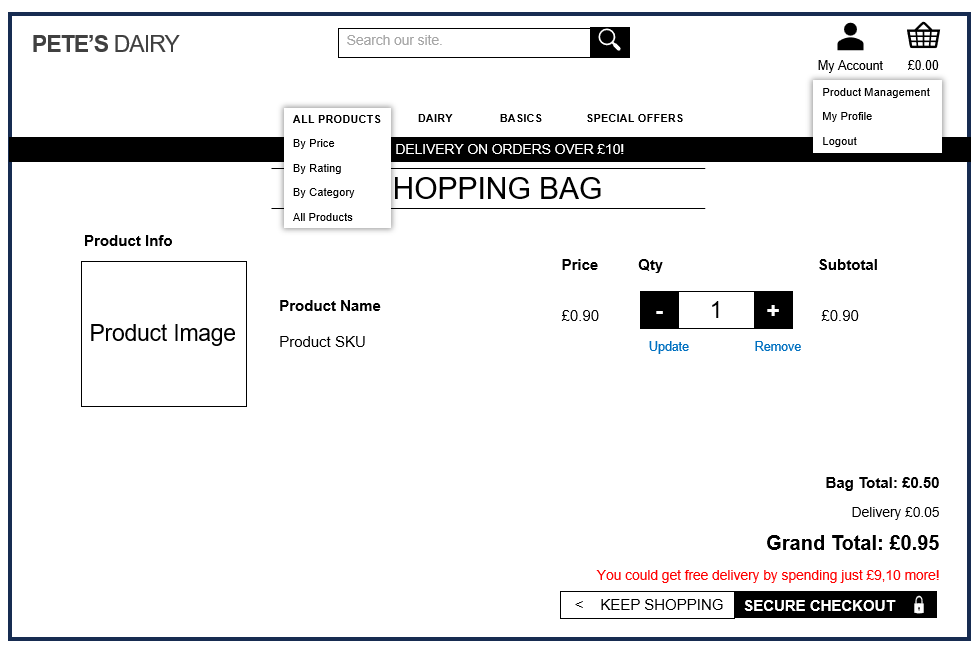 PETE'S DAIRY
Search our site.
My Account
£0.00
Product Management
My Profile
Logout
ALL PRODUCTS
By Price
By Rating
By Category
All Products
DAIRY
BASICS
SPECIAL OFFERS
DELIVERY ON ORDERS OVER £10!
HOPPING BAG
Product Info
Price
Qty
Subtotal
Product Image
Product Name
Product SKU
£0.90
- 1 +
£0.90
Update
Remove
Bag Total: £0.50
Delivery £0.05
Grand Total: £0.95
You could get free delivery by spending just £9,10 more!
< KEEP SHOPPING
SECURE CHECKOUT